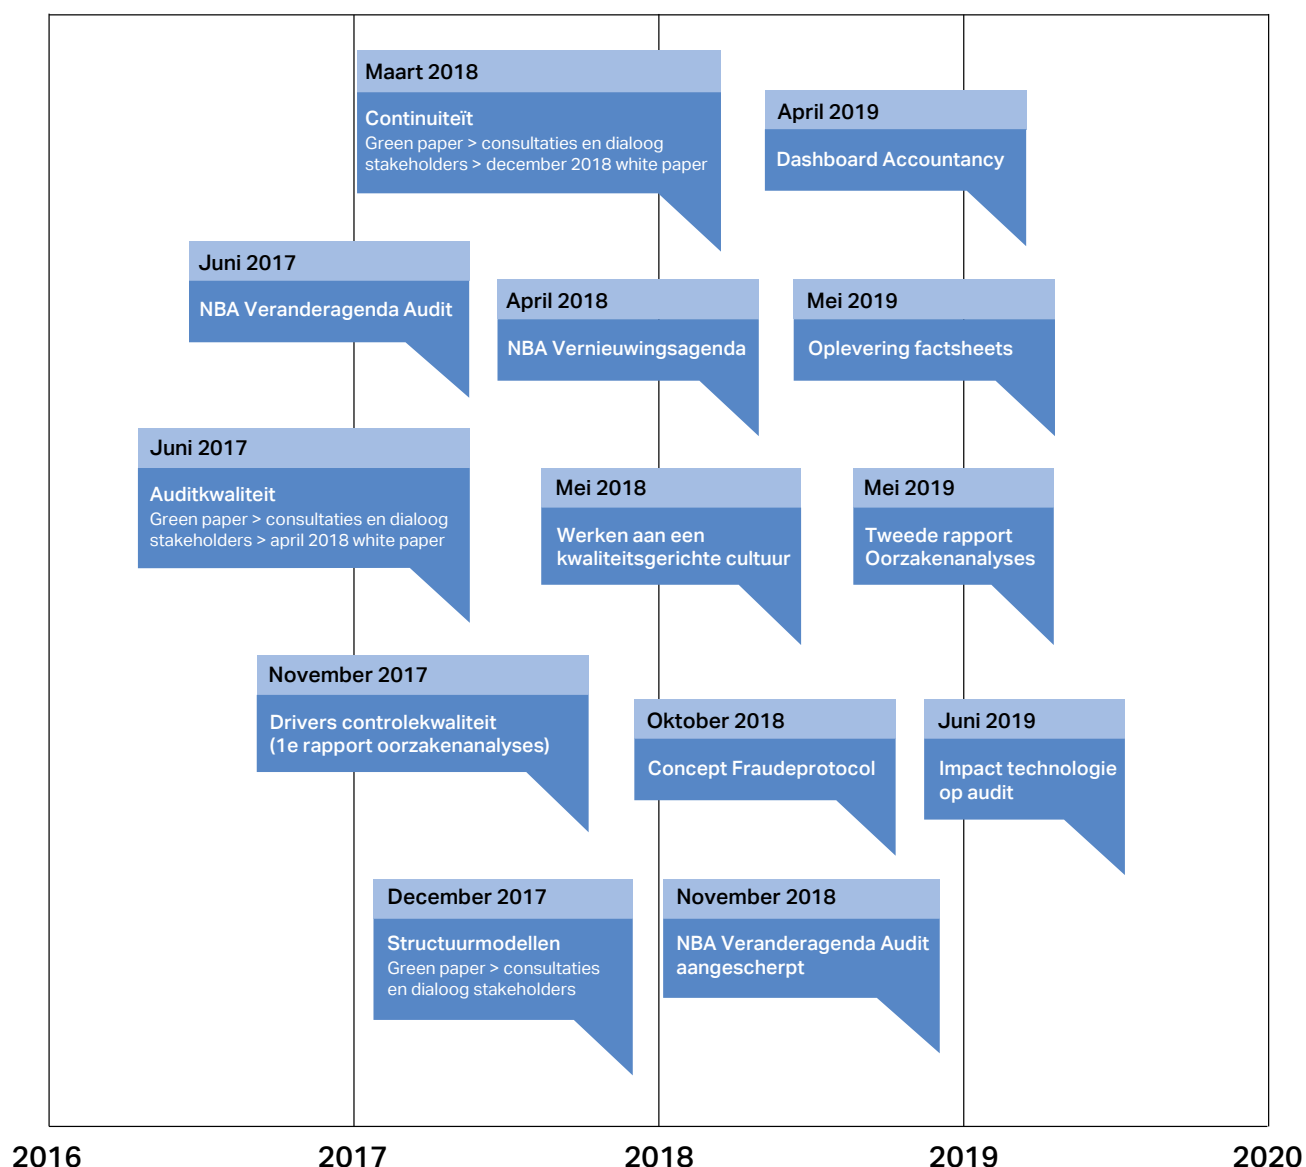 Maart 2018
Continuiteït
Green paper > consultaties en dialoog
stakeholders > december 2018 white paper
April 2019
Dashboard Accountancy
Juni 2017
NBA Veranderagenda Audit
April 2018
NBA Vernieuwingsagenda
Mei 2019
Oplevering factsheets
Juni 2017
Auditkwaliteit
Green paper > consultaties en dialoog
stakeholders > april 2018 white paper
Mei 2018
Werken aan een
kwaliteitsgerichte cultuur
Mei 2019
Tweede rapport
Oorzakenanalyses
November 2017
Drivers controlekwaliteit
(1e rapport oorzakenanalyses)
Oktober 2018
Concept Fraudeprotocol
Juni 2019
Impact technologie
op audit
December 2017
Structuurmodellen
Green paper > consultaties
en dialoog stakeholders
November 2018
NBA Veranderagenda Audit
aangescherpt
2016
2017
2018
2019
2020